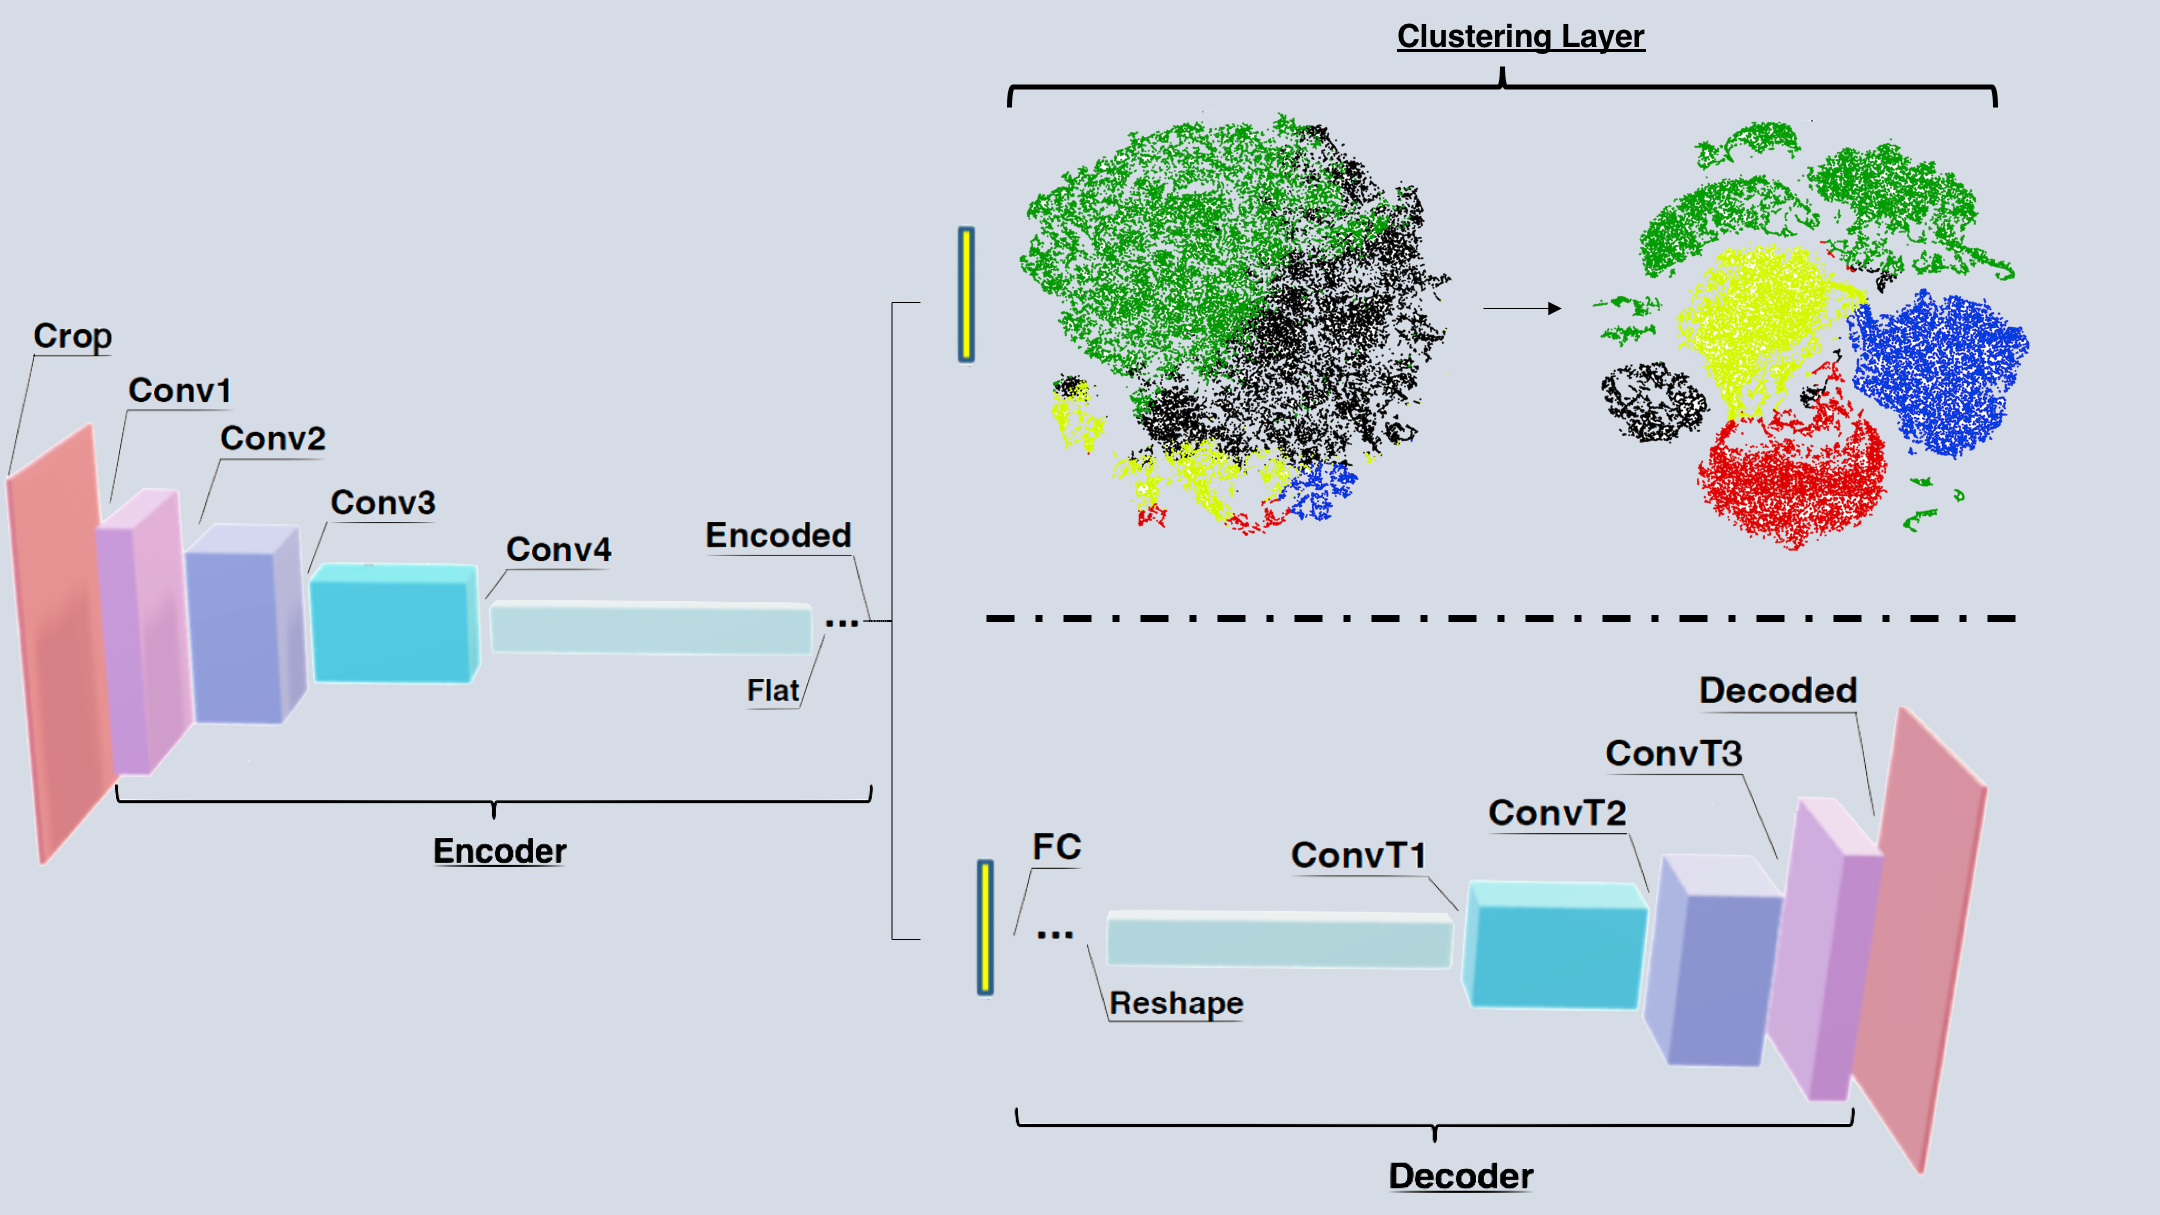 Clustering Layer
Crop
Conv1
Conv2
Conv3
Conv4
Encoded
...
Flat
Encoder
Decoded
ConvT3
ConvT2
ConvT1
FC
...
Reshape
Decoder